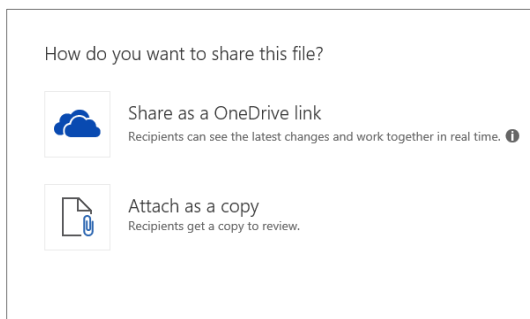 How do you want to share this file?
Share as a OneDrive link
Recipients can see the latest changes and work together in real time.
Attach as a copy
Recipients get a copy to review.